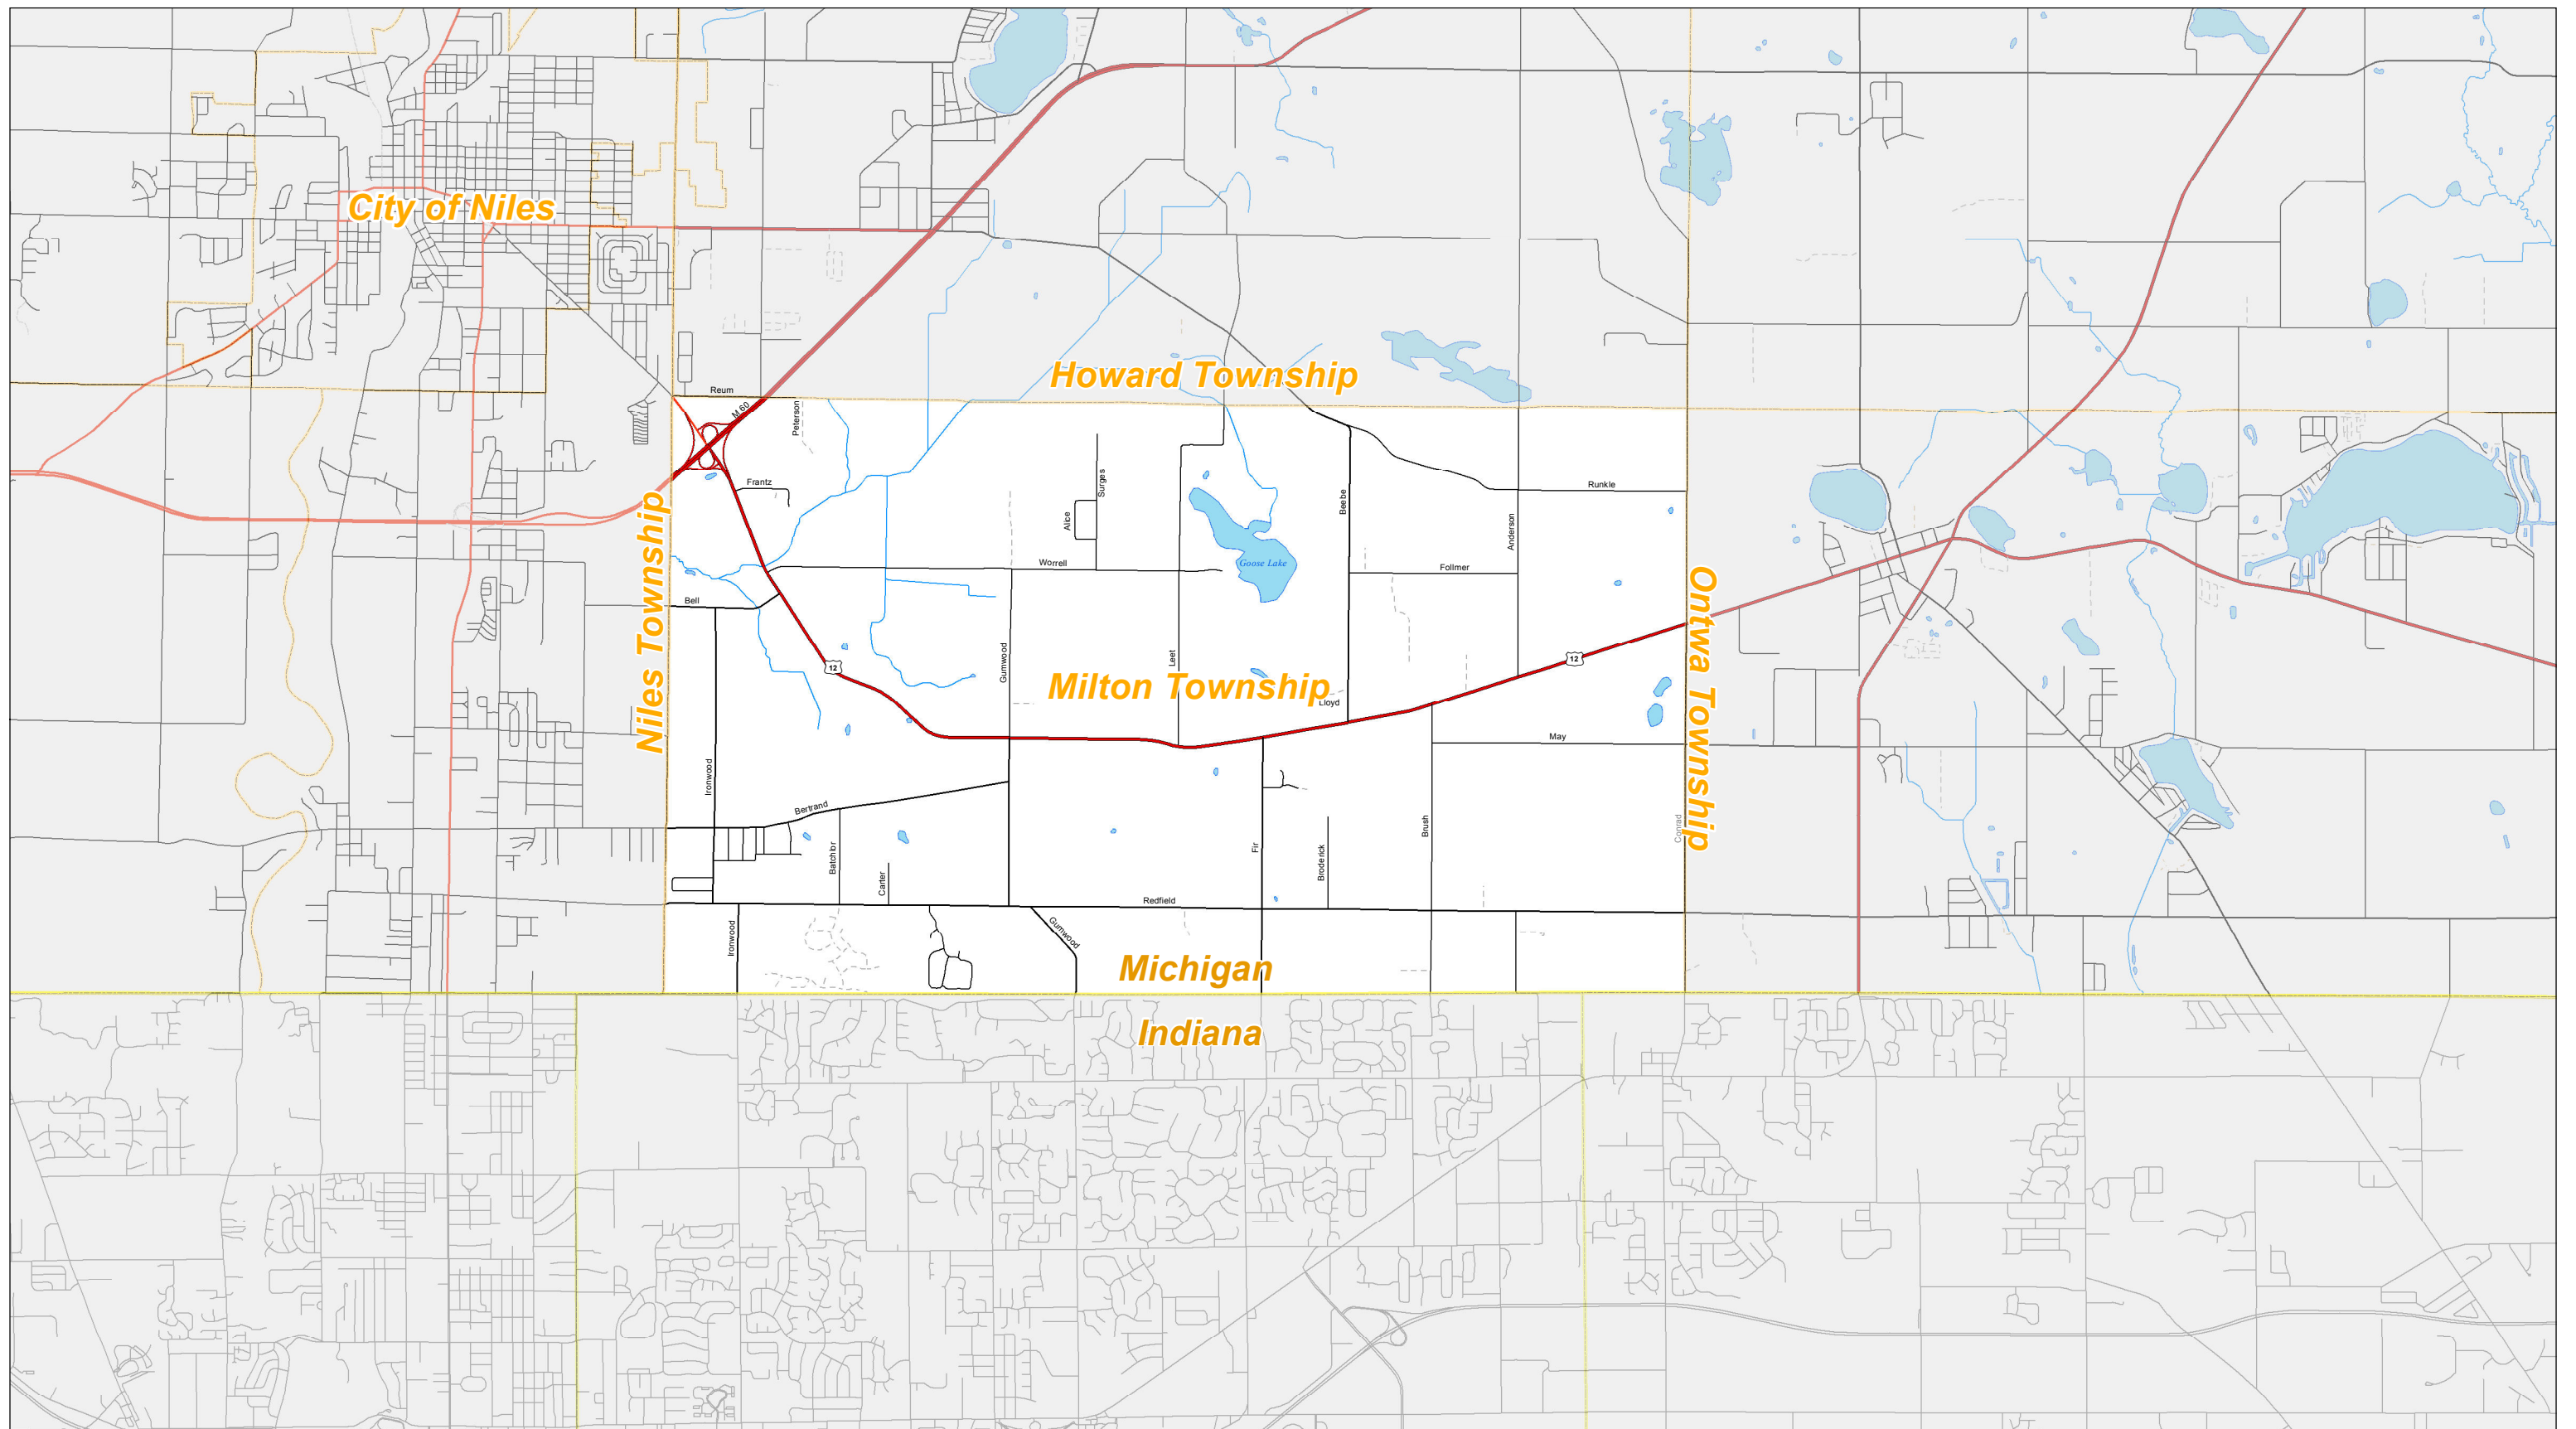 City of Niles
Howard Township
Reum
M 60
Peterson
Frantz
Surges
Alice
Beebe
Runkle
Anderson
Niles Township
Worrell
Goose Lake
Follmer
Ontwa Township
Bell
Gumwood
Leet
12
12
Milton Township
Lloyd
May
Ironwood
Bertrand
Batchlor
Carter
Fir
Broderick
Brush
Conrad
Redfield
Ironwood
Gumwood
Michigan
Indiana